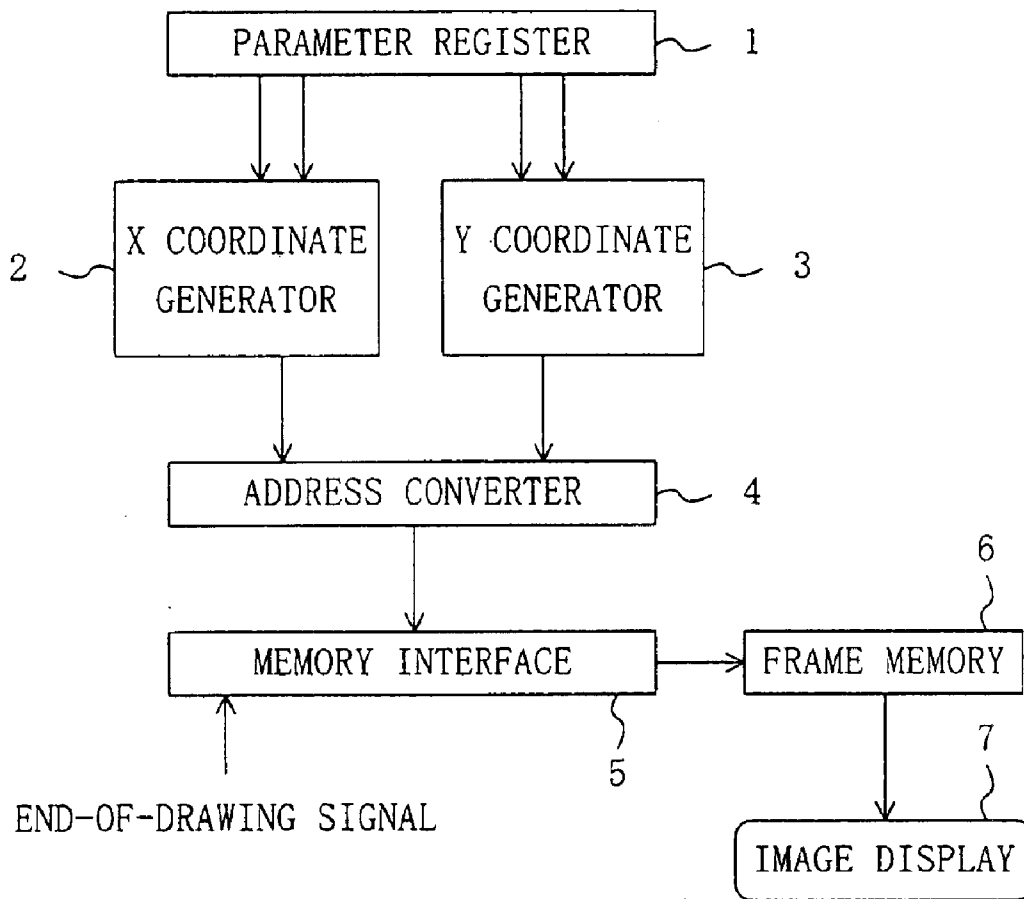 PARAMETER REGISTER
1
X COORDINATE
GENERATOR
2
Y COORDINATE
GENERATOR
3
ADDRESS CONVERTER
4
MEMORY INTERFACE
5
FRAME MEMORY
6
END-OF-DRAWING SIGNAL
7
IMAGE DISPLAY